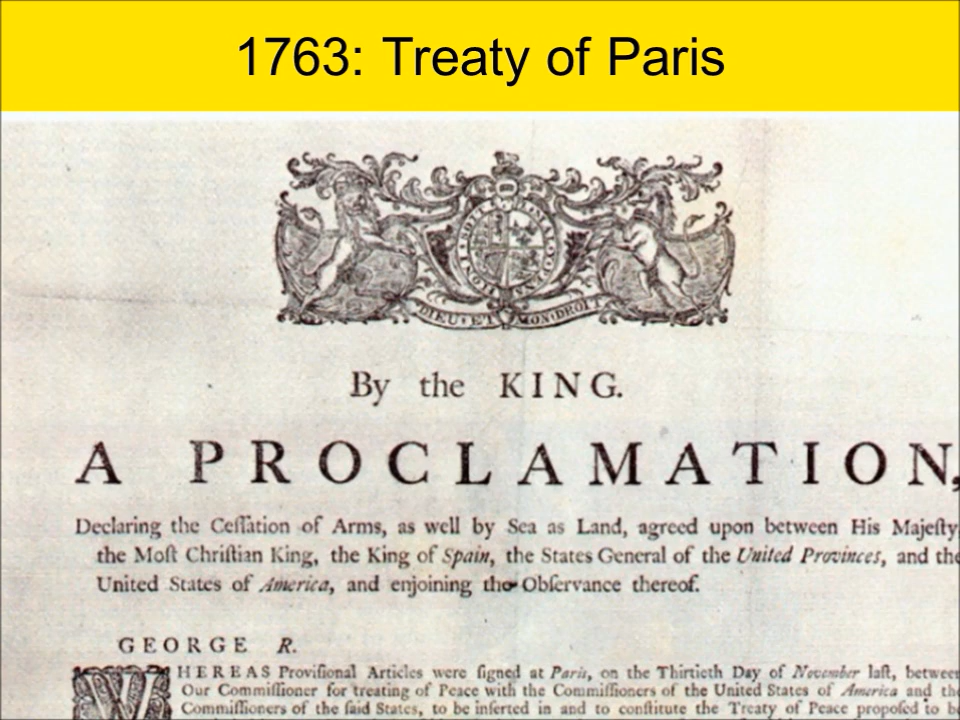 1763: Treaty of Paris
DIEU·ET MON·DROIT
By the KING.
A PROCLAMATION,
Declaring the Ceſſation of Arms, as well by Sea as Land, agreed upon between His Majeſty
the Moſt Chriſtian King, the King of Spain, the States General of the United Provinces, and the
United States of America, and enjoining the Obſervance thereof.
GEORGE R.
WHEREAS Proviſional Articles were ſigned at Paris, on the Thirtieth Day of November laſt, between
Our Commiſſioner for treating of Peace with the Commiſſioners of the United States of America and the
Commiſſioners of the ſaid States, to be inſerted in and to conſtitute the Treaty of Peace propoſed to be